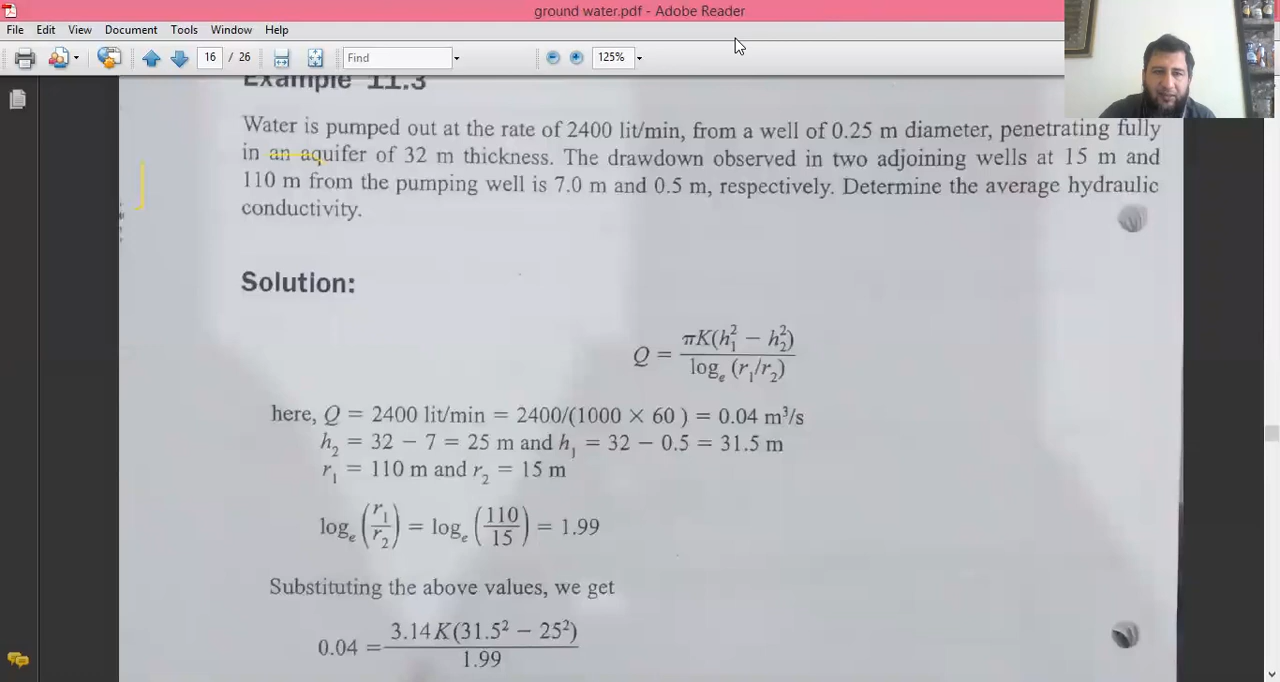 ground water.pdf - Adobe Reader
File Edit View Document Tools Window Help
16 / 26 Find 125%
Example 11.3
Water is pumped out at the rate of 2400 lit/min, from a well of 0.25 m diameter, penetrating fully
in an aquifer of 32 m thickness. The drawdown observed in two adjoining wells at 15 m and
110 m from the pumping well is 7.0 m and 0.5 m, respectively. Determine the average hydraulic
conductivity.
Solution:
Q = πK(h₁² − h₂²) / logₑ (r₁/r₂)
here, Q = 2400 lit/min = 2400/(1000 × 60 ) = 0.04 m³/s
h₂ = 32 − 7 = 25 m and h₁ = 32 − 0.5 = 31.5 m
r₁ = 110 m and r₂ = 15 m
logₑ (r₁/r₂) = logₑ (110/15) = 1.99
Substituting the above values, we get
0.04 = 3.14K(31.5² − 25²) / 1.99